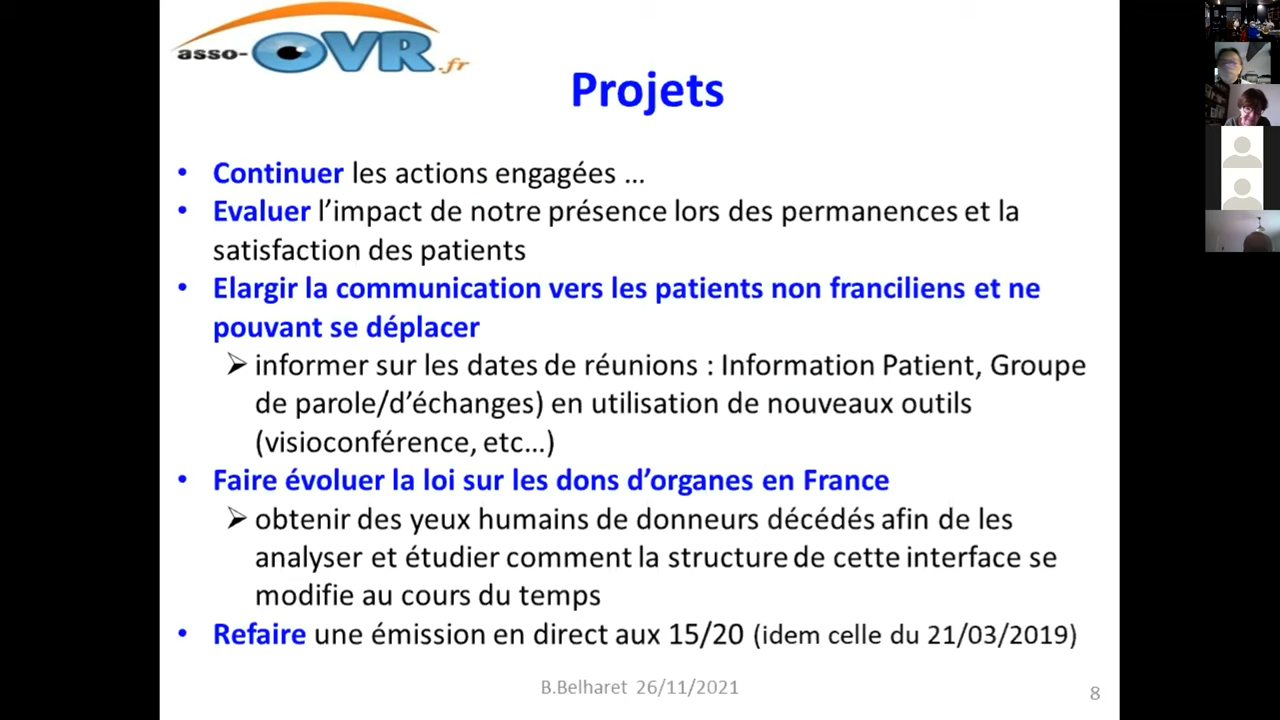 asso-OVR.fr
Projets
• Continuer les actions engagées ...
• Evaluer l’impact de notre présence lors des permanences et la
satisfaction des patients
• Elargir la communication vers les patients non franciliens et ne
pouvant se déplacer
➢ informer sur les dates de réunions : Information Patient, Groupe
de parole/d’échanges) en utilisation de nouveaux outils
(visioconférence, etc...)
• Faire évoluer la loi sur les dons d’organes en France
➢ obtenir des yeux humains de donneurs décédés afin de les
analyser et étudier comment la structure de cette interface se
modifie au cours du temps
• Refaire une émission en direct aux 15/20 (idem celle du 21/03/2019)
B.Belharet 26/11/2021
8